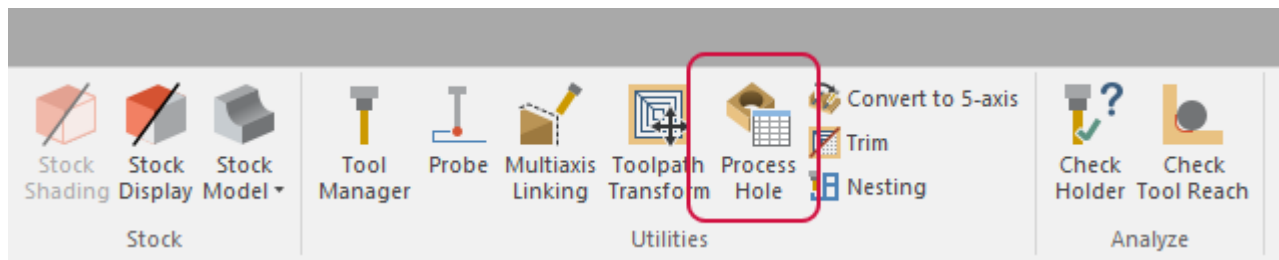 Stock
Shading
Stock
Display
Stock
Model
Tool
Manager
Probe
Multiaxis
Linking
Toolpath
Transform
Process
Hole
Convert to 5-axis
Trim
Nesting
?
Check
Holder
Check
Tool Reach
Stock
Utilities
Analyze